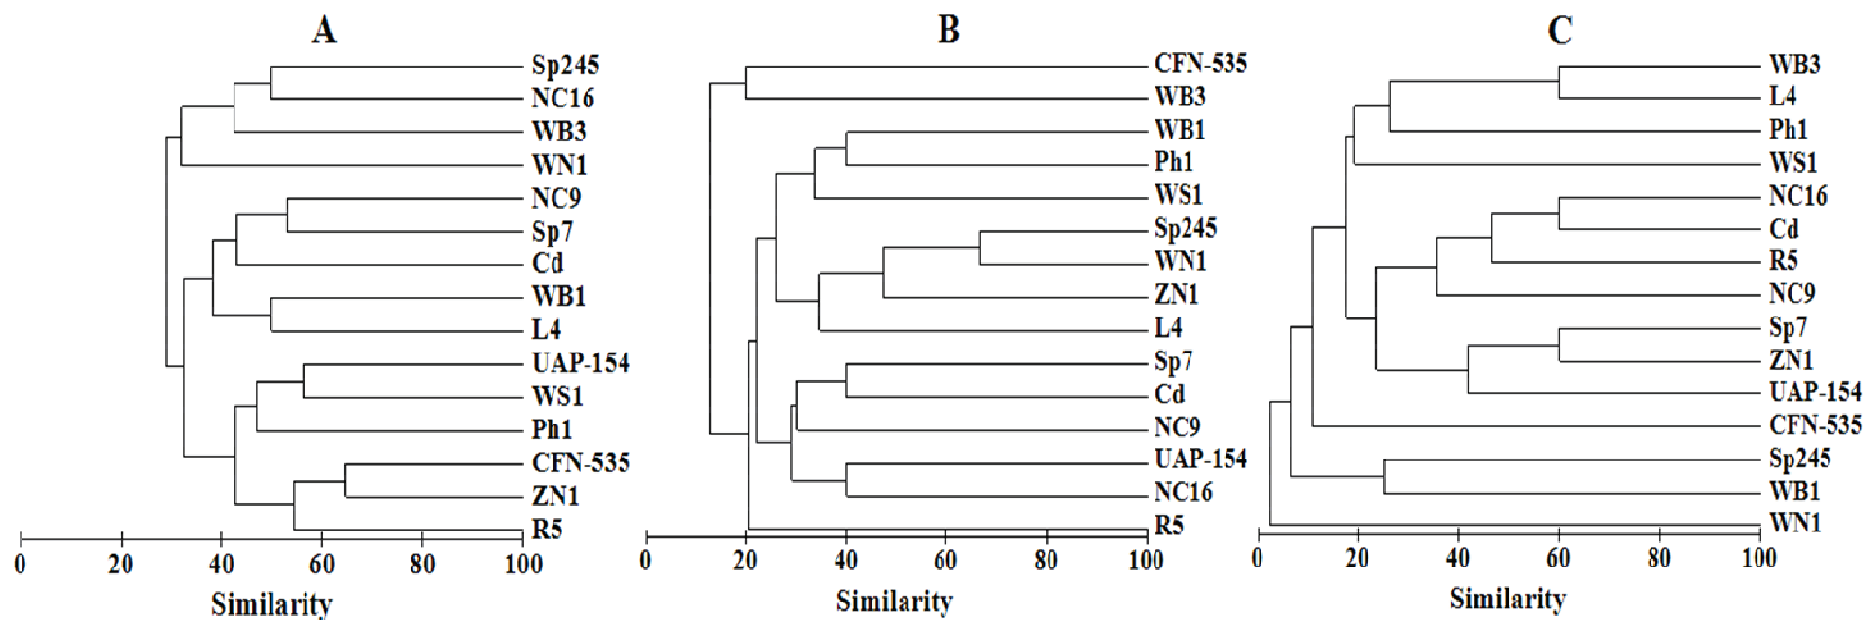 A
Sp245
NC16
WB3
WN1
NC9
Sp7
Cd
WB1
L4
UAP-154
WS1
Ph1
CFN-535
ZN1
R5
0 20 40 60 80 100
Similarity
B
CFN-535
WB3
WB1
Ph1
WS1
Sp245
WN1
ZN1
L4
Sp7
Cd
NC9
UAP-154
NC16
R5
0 20 40 60 80 100
Similarity
C
WB3
L4
Ph1
WS1
NC16
Cd
R5
NC9
Sp7
ZN1
UAP-154
CFN-535
Sp245
WB1
WN1
0 20 40 60 80 100
Similarity